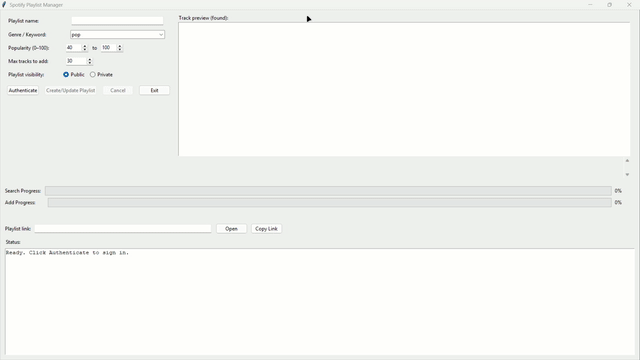 Spotify Playlist Manager
Playlist name:
Track preview (found):
Genre / Keyword: pop
Popularity (0–100): 40 to 100
Max tracks to add: 30
Playlist visibility: Public Private
Authenticate Create/Update Playlist Cancel Exit
Search Progress: 0%
Add Progress: 0%
Playlist link: Open Copy Link
Status:
Ready. Click Authenticate to sign in.